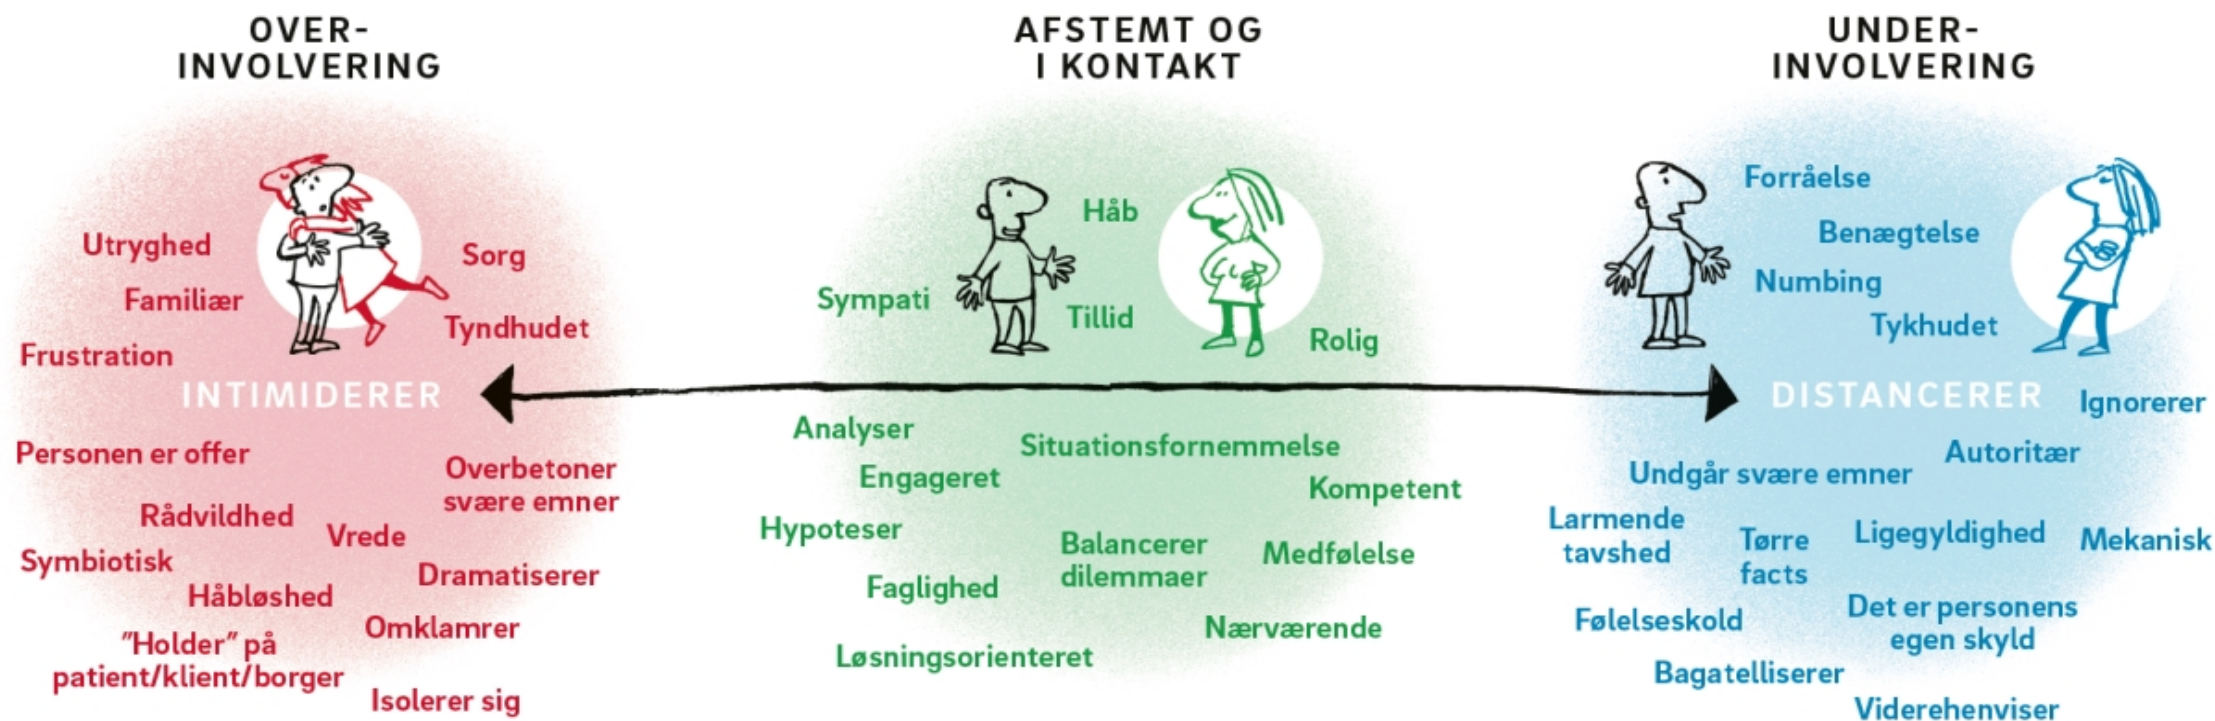 OVER-
INVOLVERING
Utryghed
Sorg
Familiær
Tyndhudet
Frustration
INTIMIDERER
Personen er offer
Overbetoner
svære emner
Rådvildhed
Vrede
Symbiotisk
Dramatiserer
Håbløshed
Omklamrer
"Holder" på
patient/klient/borger
Isolerer sig
AFSTEMT OG
I KONTAKT
Håb
Sympati
Tillid
Rolig
Analyser
Situationsfornemmelse
Engageret
Kompetent
Hypoteser
Balancerer
dilemmaer
Medfølelse
Faglighed
Nærværende
Løsningsorienteret
UNDER-
INVOLVERING
Forråelse
Benægtelse
Numbing
Tykhudet
DISTANCERER
Ignorerer
Autoritær
Undgår svære emner
Larmende
tavshed
Tørre
facts
Ligegyldighed
Mekanisk
Følelseskold
Det er personens
egen skyld
Bagatelliserer
Viderehenviser